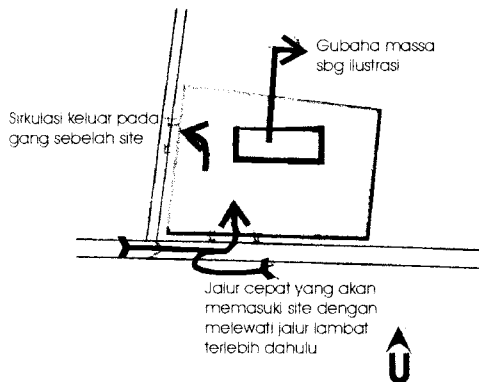 Gubaha massa
sbg ilustrasi
Sirkulasi keluar pada
gang sebelah site
Jalur cepat yang akan
memasuki site dengan
melewati jalur lambat
terlebih dahulu
U